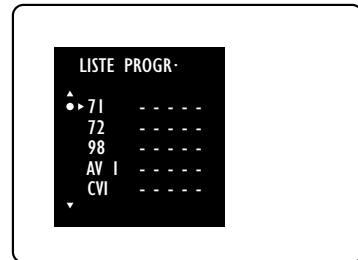 LISTE PROGR·
71 - - - - -
72 - - - - -
98 - - - - -
AV 1 - - - - -
CV1 - - - - -